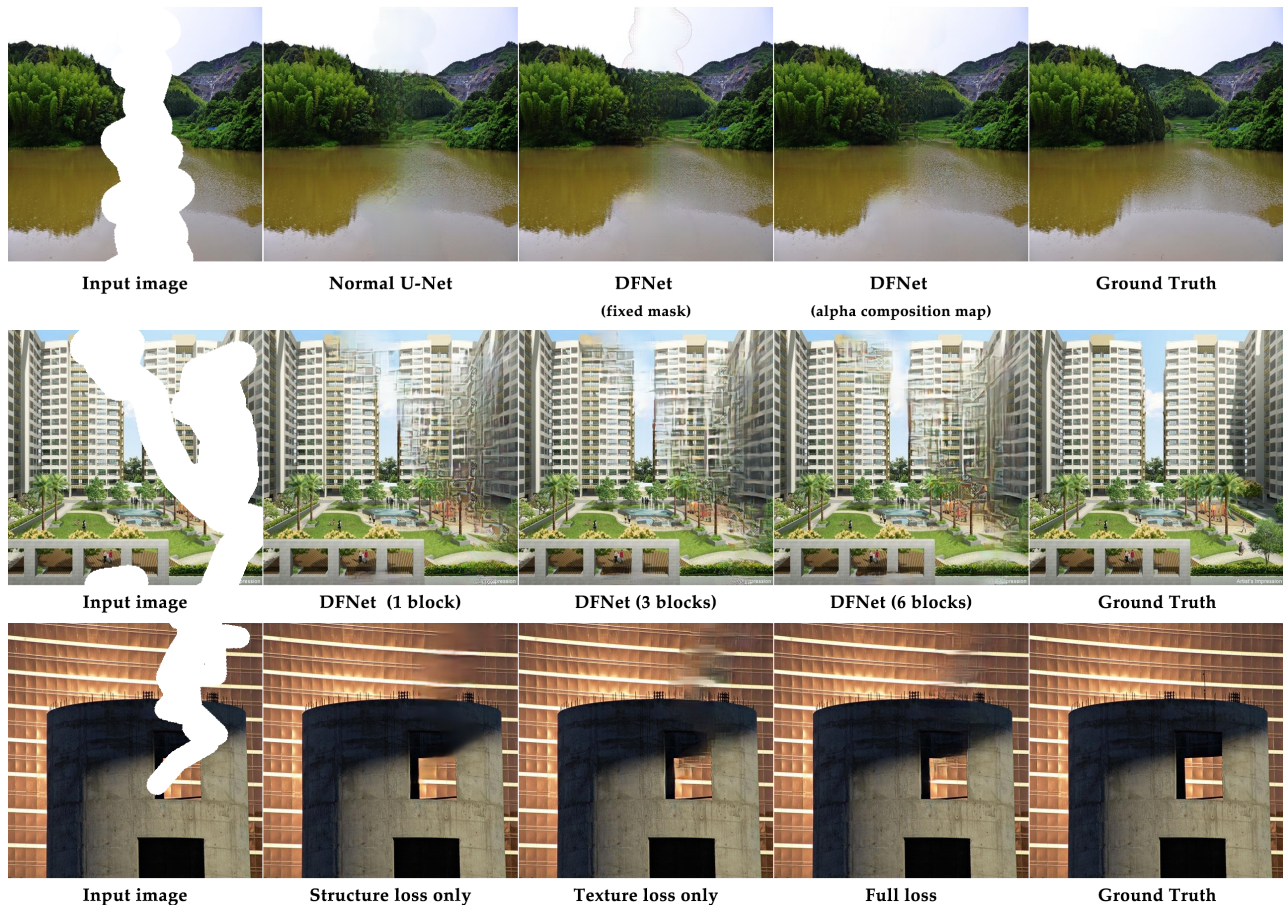 Input image
Normal U-Net
DFNet
(fixed mask)
DFNet
(alpha composition map)
Ground Truth
Input image
DFNet (1 block)
DFNet (3 blocks)
DFNet (6 blocks)
Artist's Impression
Ground Truth
Input image
Structure loss only
Texture loss only
Full loss
Ground Truth